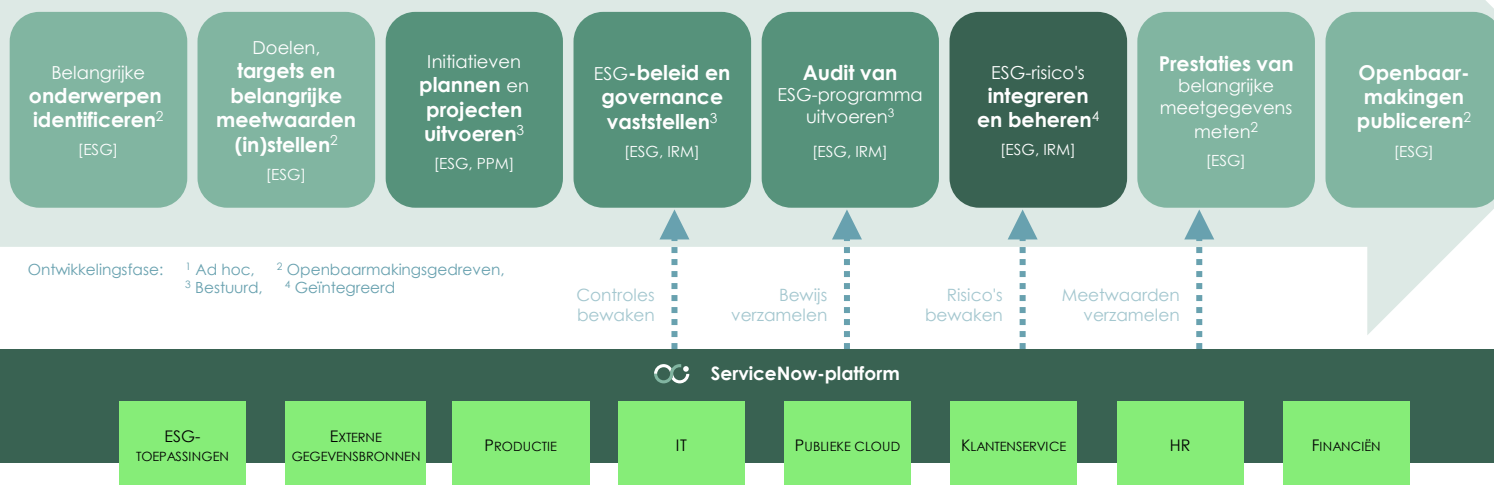 Belangrijke
onderwerpen
identificeren²
[ESG]
Doelen,
targets en
belangrijke
meetwaarden
(in)stellen²
[ESG]
Initiatieven
plannen en
projecten
uitvoeren³
[ESG, PPM]
ESG-beleid en
governance
vaststellen³
[ESG, IRM]
Audit van
ESG-programma
uitvoeren³
[ESG, IRM]
ESG-risico's
integreren
en beheren⁴
[ESG, IRM]
Prestaties van
belangrijke
meetgegevens
meten²
[ESG]
Openbaar-
makingen
publiceren²
[ESG]
Ontwikkelingsfase: ¹ Ad hoc, ² Openbaarmakingsgedreven,
³ Bestuurd, ⁴ Geïntegreerd
Controles
bewaken
Bewijs
verzamelen
Risico's
bewaken
Meetwaarden
verzamelen
ServiceNow-platform
ESG-
TOEPASSINGEN
EXTERNE
GEGEVENSBRONNEN
PRODUCTIE
IT
PUBLIEKE CLOUD
KLANTENSERVICE
HR
FINANCIËN